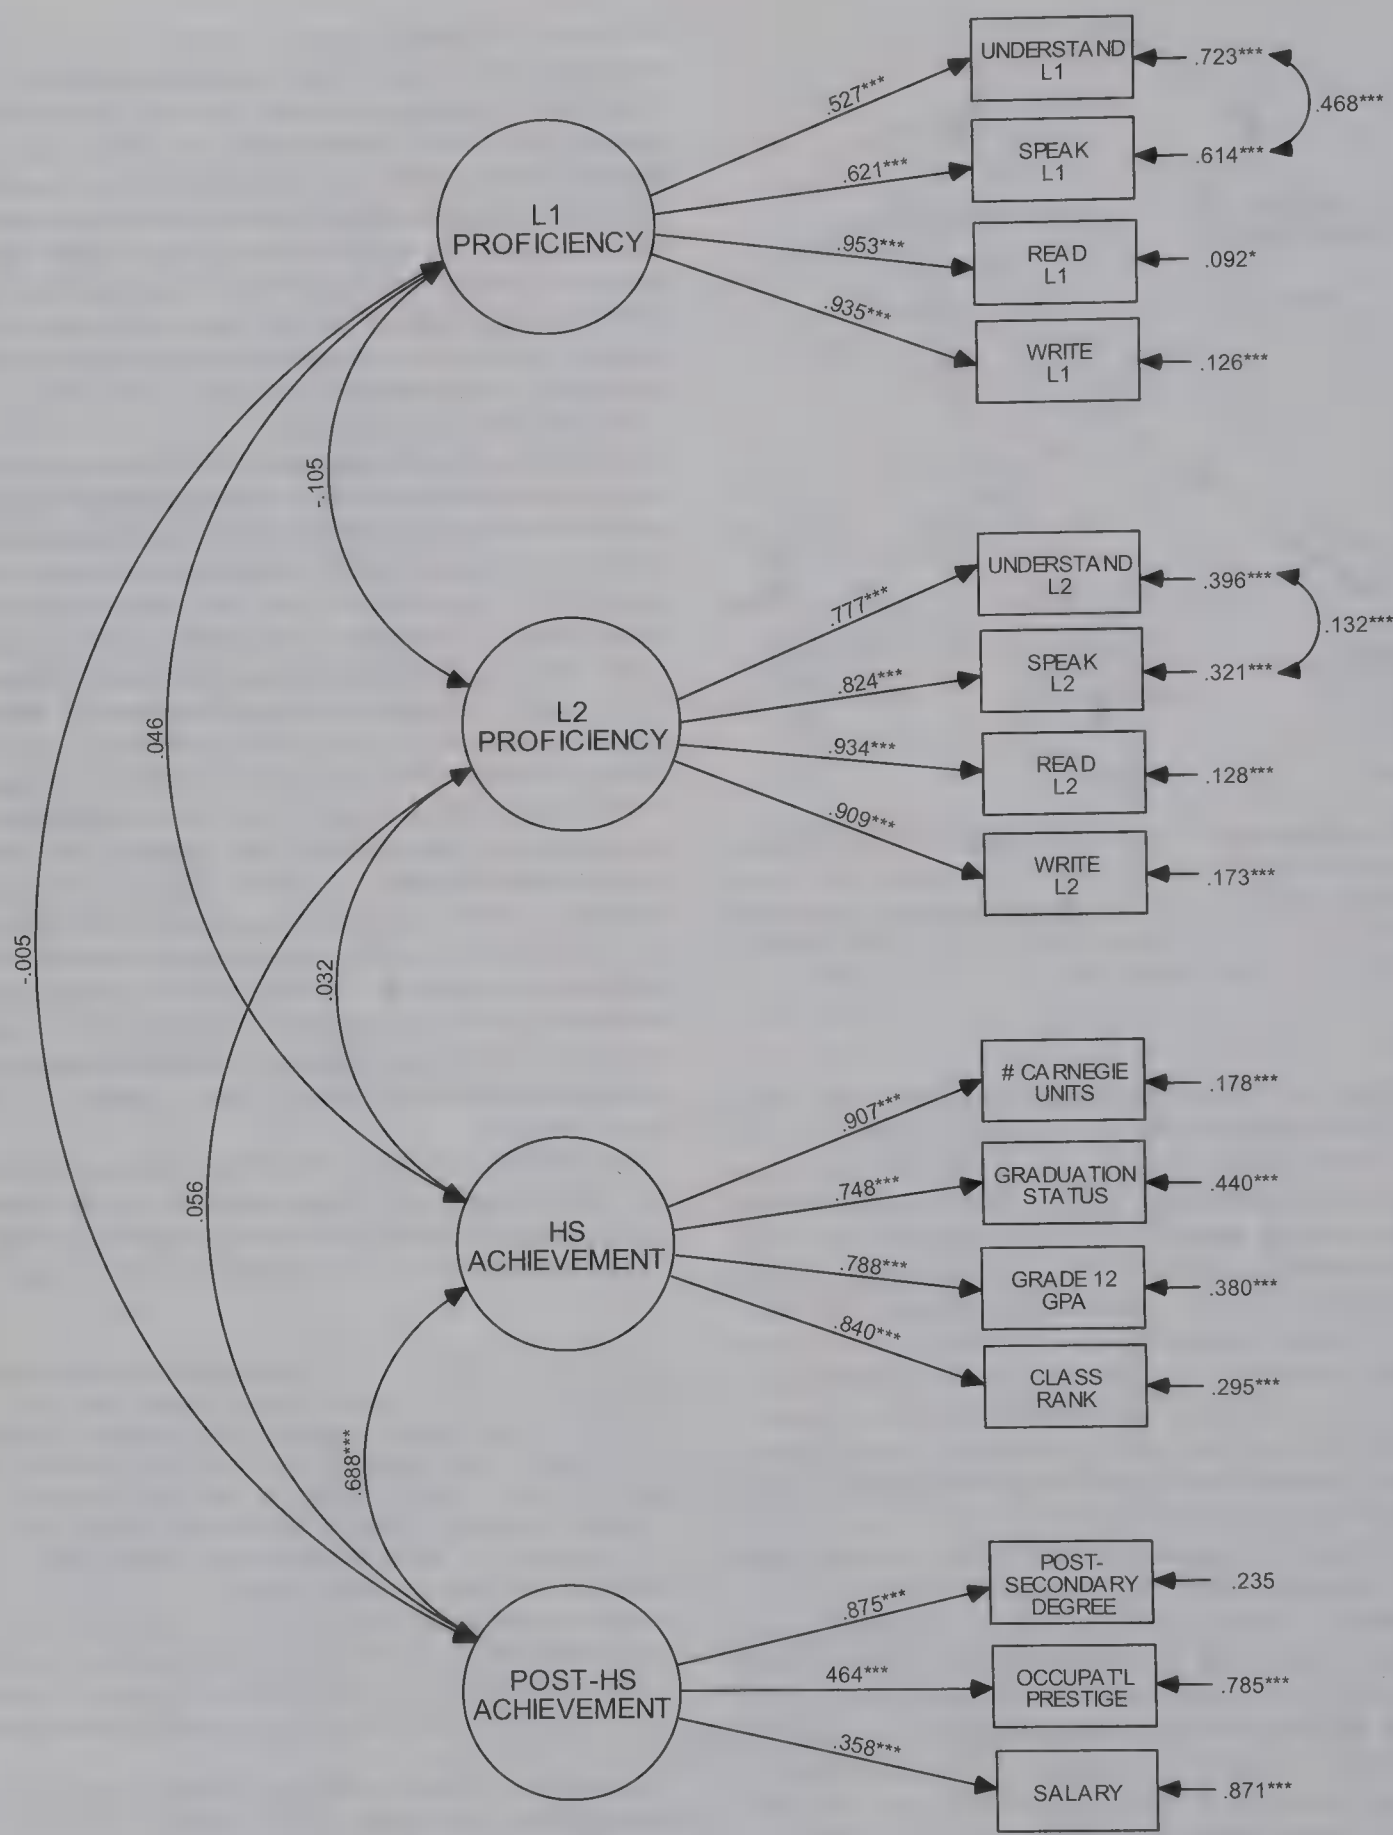 UNDERSTAND
L1
.723***
.468***
.527***
SPEAK
L1
.614***
.621***
L1
PROFICIENCY
READ
L1
.092*
.953***
WRITE
L1
.126***
.935***
-.105
UNDERSTAND
L2
.396***
.132***
.777***
SPEAK
L2
.321***
.824***
L2
PROFICIENCY
READ
L2
.128***
.934***
WRITE
L2
.173***
.909***
.046
-.005
.032
# CARNEGIE
UNITS
.178***
.907***
GRADUATION
STATUS
.440***
.748***
.056
HS
ACHIEVEMENT
GRADE 12
GPA
.380***
.788***
CLASS
RANK
.295***
.840***
.688***
POST-
SECONDARY
DEGREE
.235
.875***
POST-HS
ACHIEVEMENT
OCCUPAT'L
PRESTIGE
.785***
464***
SALARY
.871***
.358***